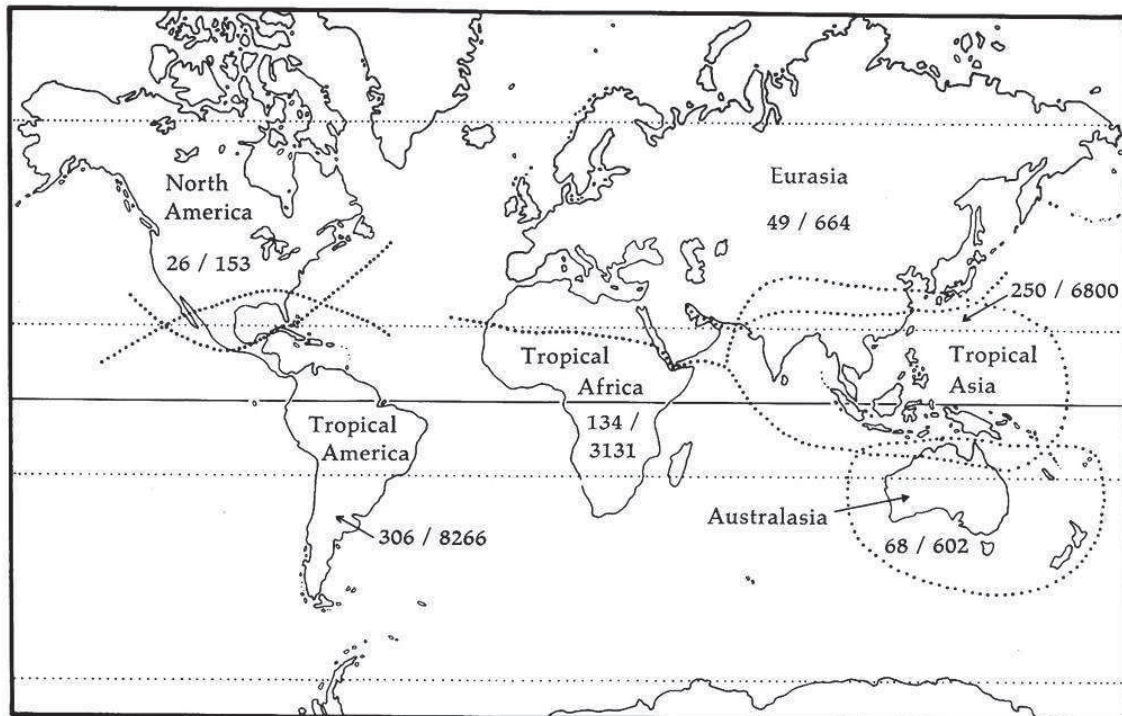 North
America
26 / 153
Eurasia
49 / 664
250 / 6800
Tropical
Asia
Tropical
Africa
134 /
3131
Tropical
America
306 / 8266
Australasia
68 / 602